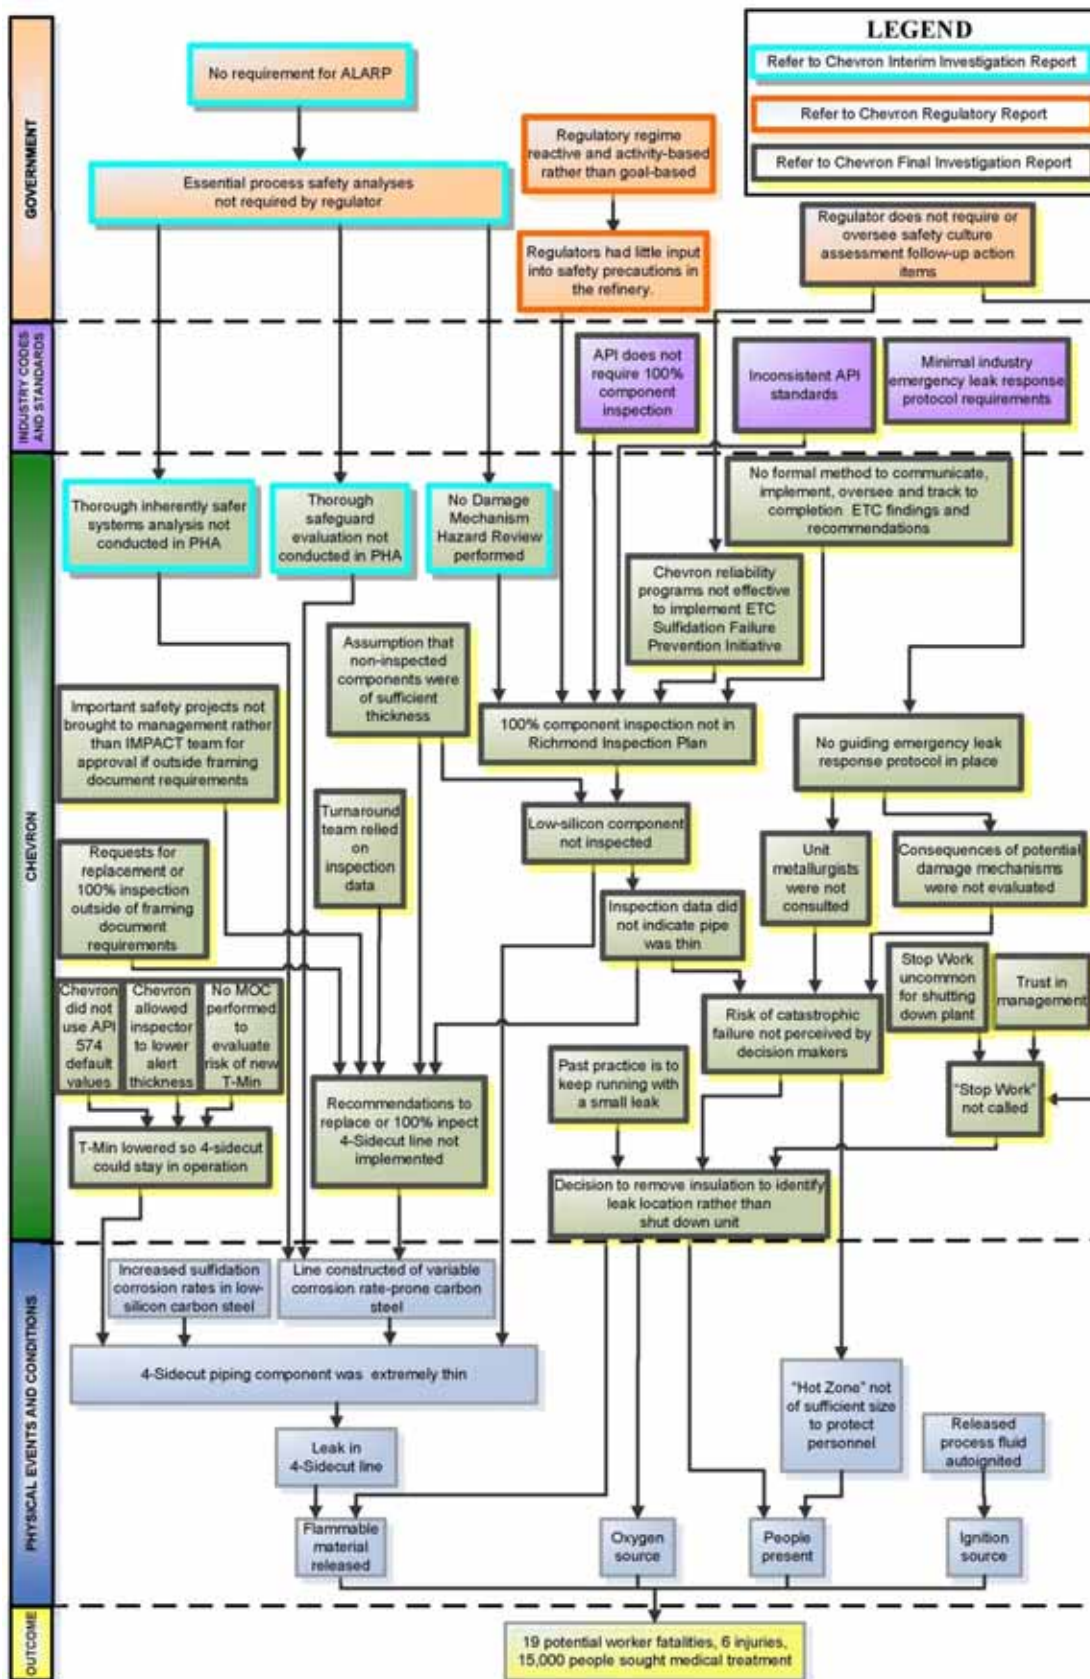 LEGEND
Refer to Chevron Interim Investigation Report
Refer to Chevron Regulatory Report
Refer to Chevron Final Investigation Report
GOVERNMENT
No requirement for ALARP
Essential process safety analyses
not required by regulator
Regulatory regime
reactive and activity-based
rather than goal-based
Regulators had little input
into safety precautions in
the refinery.
Regulator does not require or
oversee safety culture
assessment follow-up action
items
INDUSTRY CODES
AND STANDARDS
API does not
require 100%
component
inspection
Inconsistent API
standards
Minimal industry
emergency leak response
protocol requirements
CHEVRON
Thorough inherently safer
systems analysis not
conducted in PHA
Thorough
safeguard
evaluation not
conducted in PHA
No Damage
Mechanism
Hazard Review
performed
No formal method to communicate,
implement, oversee and track to
completion ETC findings and
recommendations
Chevron reliability
programs not effective
to implement ETC
Sulfidation Failure
Prevention Initiative
Assumption that
non-inspected
components were
of sufficient
thickness
Important safety projects not
brought to management rather
than IMPACT team for
approval if outside framing
document requirements
100% component inspection not in
Richmond Inspection Plan
No guiding emergency leak
response protocol in place
Turnaround
team relied
on
inspection
data
Low-silicon component
not inspected
Requests for
replacement or
100% inspection
outside of framing
document
requirements
Unit
metallurgists
were not
consulted
Consequences of potential
damage mechanisms
were not evaluated
Inspection data did
not indicate pipe
was thin
Stop Work
uncommon
for shutting
down plant
Trust in
management
Chevron
did not
use API
574
default
values
Chevron
allowed
inspector
to lower
alert
thickness
No MOC
performed
to
evaluate
risk of new
T-Min
Risk of catastrophic
failure not perceived by
decision makers
Past practice is to
keep running with
a small leak
"Stop Work"
not called
Recommendations to
replace or 100% inpect
4-Sidecut line not
implemented
T-Min lowered so 4-sidecut
could stay in operation
Decision to remove insulation to identify
leak location rather than
shut down unit
PHYSICAL EVENTS AND CONDITIONS
Increased sulfidation
corrosion rates in low-
silicon carbon steel
Line constructed of variable
corrosion rate-prone carbon
steel
4-Sidecut piping component was extremely thin
"Hot Zone" not
of sufficient size
to protect
personnel
Released
process fluid
autoignited
Leak in
4-Sidecut line
Flammable
material
released
Oxygen
source
People
present
Ignition
source
OUTCOME
19 potential worker fatalities, 6 injuries,
15,000 people sought medical treatment